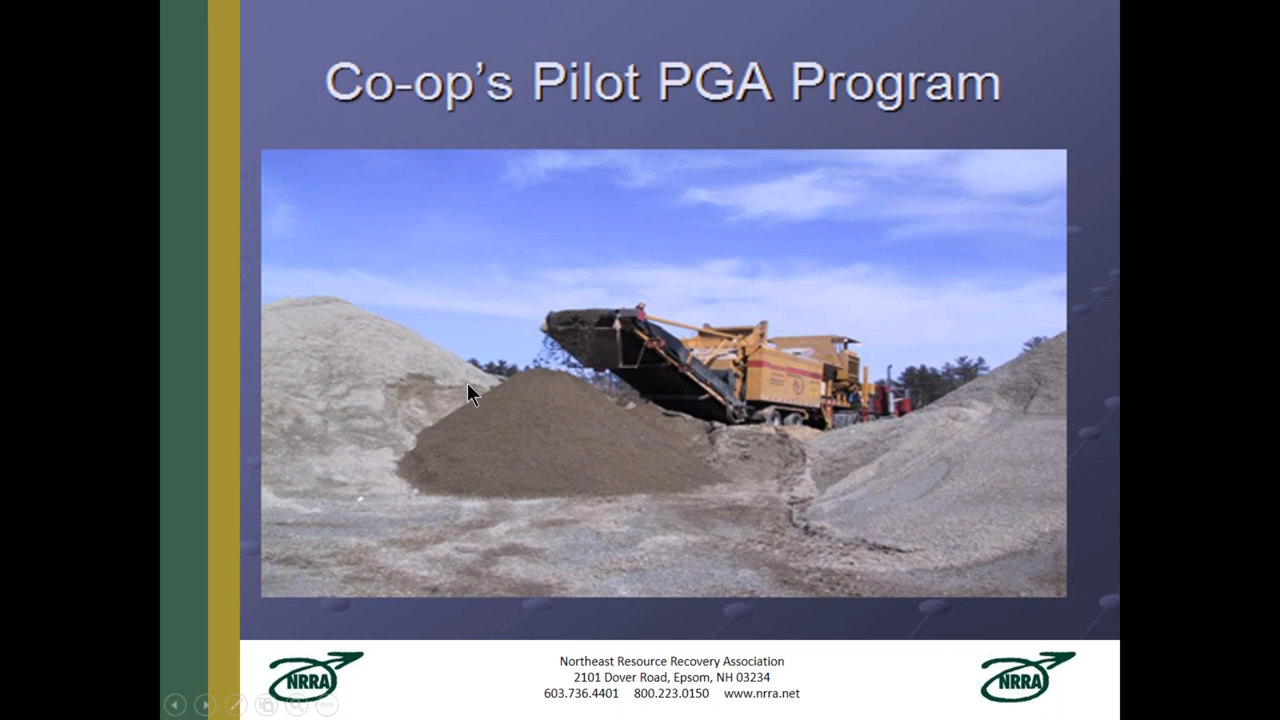 Co-op's Pilot PGA Program
Northeast Resource Recovery Association
2101 Dover Road, Epsom, NH 03234
603.736.4401 800.223.0150 www.nrra.net
NRRA
NRRA